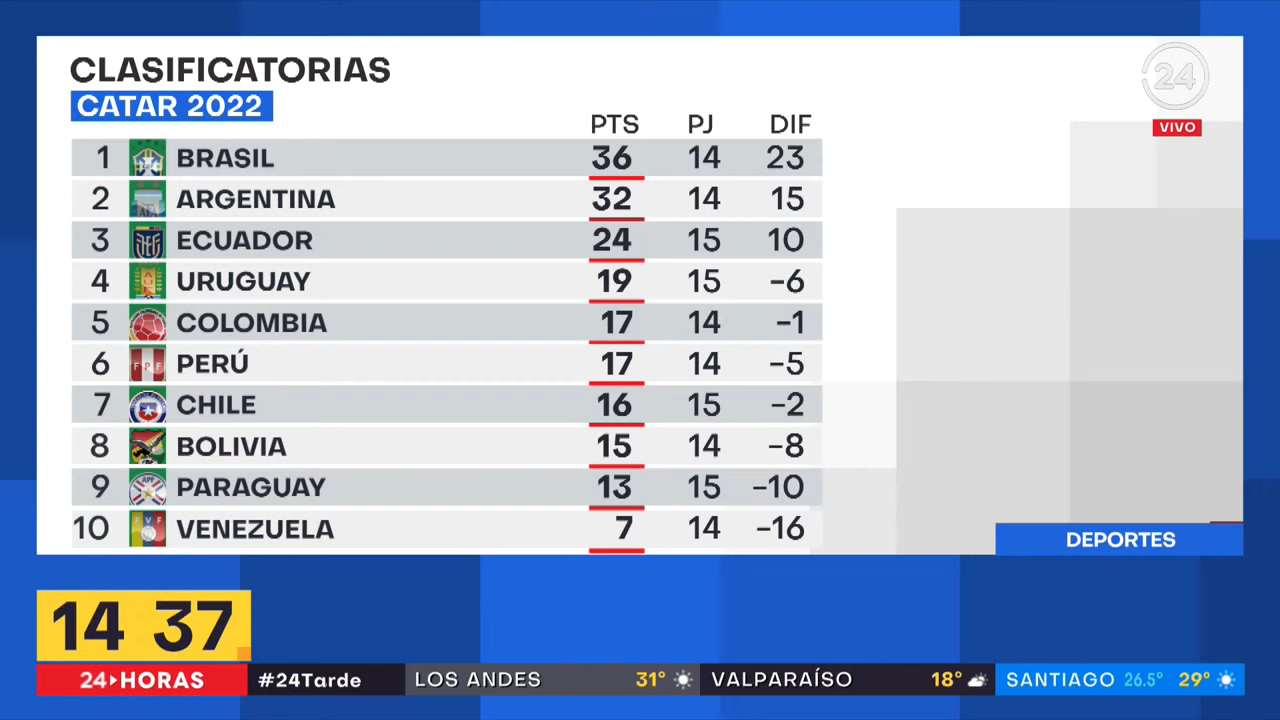 CLASIFICATORIAS
CATAR 2022
24
VIVO
PTS PJ DIF
1 BRASIL 36 14 23
2 ARGENTINA 32 14 15
3 ECUADOR 24 15 10
4 URUGUAY 19 15 -6
5 COLOMBIA 17 14 -1
6 PERÚ 17 14 -5
7 CHILE 16 15 -2
8 BOLIVIA 15 14 -8
9 PARAGUAY 13 15 -10
10 VENEZUELA 7 14 -16
DEPORTES
14 37
24 HORAS #24Tarde LOS ANDES 31° VALPARAÍSO 18° SANTIAGO 26.5° 29°